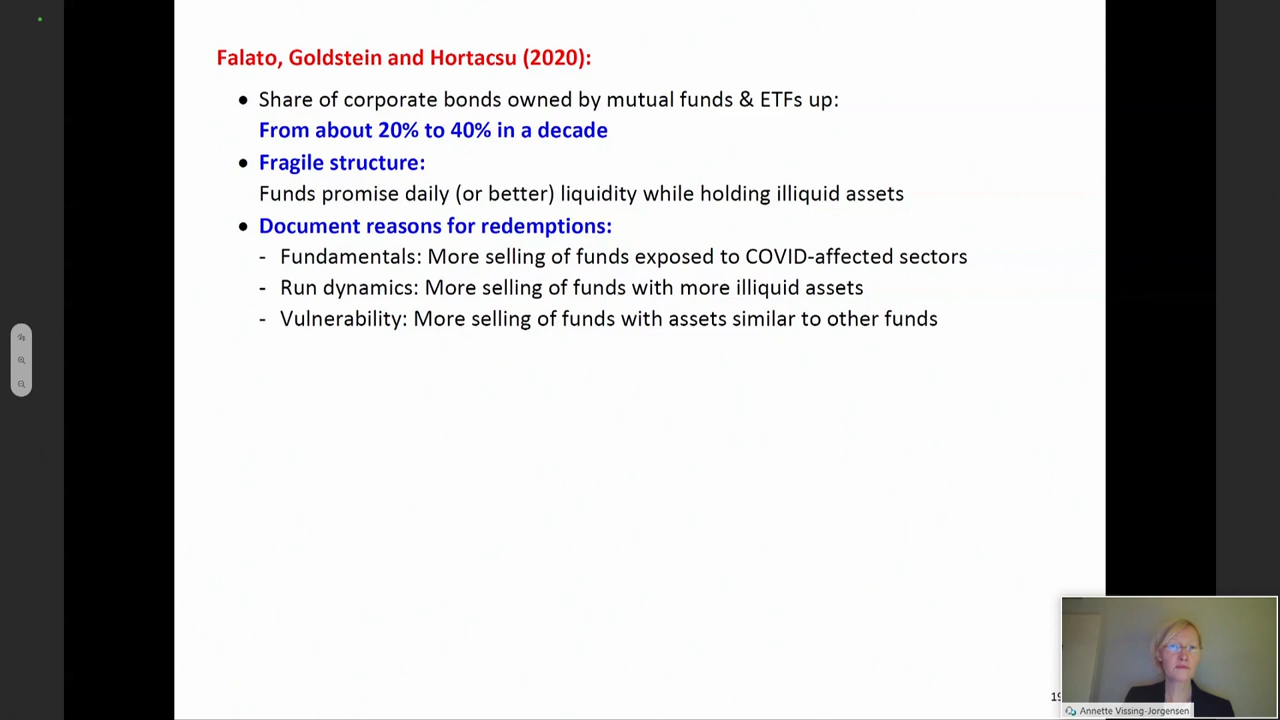 Falato, Goldstein and Hortacsu (2020):
• Share of corporate bonds owned by mutual funds & ETFs up:
From about 20% to 40% in a decade
• Fragile structure:
Funds promise daily (or better) liquidity while holding illiquid assets
• Document reasons for redemptions:
- Fundamentals: More selling of funds exposed to COVID-affected sectors
- Run dynamics: More selling of funds with more illiquid assets
- Vulnerability: More selling of funds with assets similar to other funds
19
Annette Vissing-Jorgensen